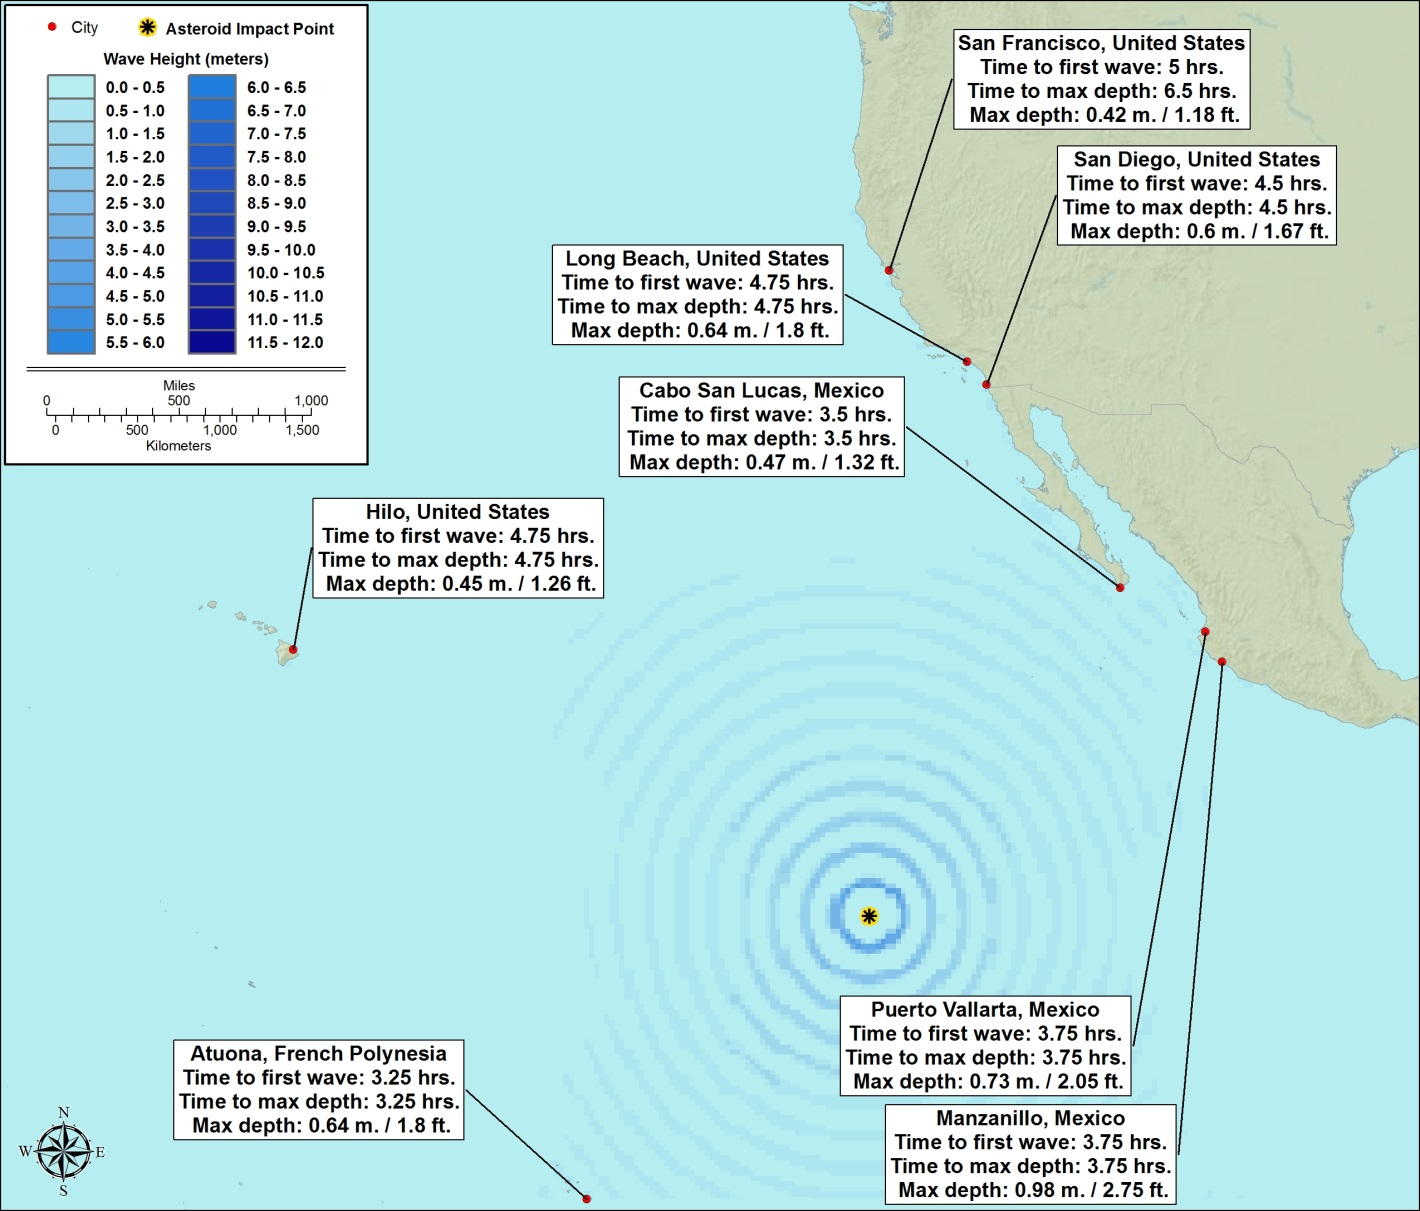 City
Asteroid Impact Point
Wave Height (meters)
0.0 - 0.5
0.5 - 1.0
1.0 - 1.5
1.5 - 2.0
2.0 - 2.5
2.5 - 3.0
3.0 - 3.5
3.5 - 4.0
4.0 - 4.5
4.5 - 5.0
5.0 - 5.5
5.5 - 6.0
6.0 - 6.5
6.5 - 7.0
7.0 - 7.5
7.5 - 8.0
8.0 - 8.5
8.5 - 9.0
9.0 - 9.5
9.5 - 10.0
10.0 - 10.5
10.5 - 11.0
11.0 - 11.5
11.5 - 12.0
Miles
0 500 1,000
0 500 1,000 1,500
Kilometers
San Francisco, United States
Time to first wave: 5 hrs.
Time to max depth: 6.5 hrs.
Max depth: 0.42 m. / 1.18 ft.
San Diego, United States
Time to first wave: 4.5 hrs.
Time to max depth: 4.5 hrs.
Max depth: 0.6 m. / 1.67 ft.
Long Beach, United States
Time to first wave: 4.75 hrs.
Time to max depth: 4.75 hrs.
Max depth: 0.64 m. / 1.8 ft.
Cabo San Lucas, Mexico
Time to first wave: 3.5 hrs.
Time to max depth: 3.5 hrs.
Max depth: 0.47 m. / 1.32 ft.
Hilo, United States
Time to first wave: 4.75 hrs.
Time to max depth: 4.75 hrs.
Max depth: 0.45 m. / 1.26 ft.
Puerto Vallarta, Mexico
Time to first wave: 3.75 hrs.
Time to max depth: 3.75 hrs.
Max depth: 0.73 m. / 2.05 ft.
Atuona, French Polynesia
Time to first wave: 3.25 hrs.
Time to max depth: 3.25 hrs.
Max depth: 0.64 m. / 1.8 ft.
Manzanillo, Mexico
Time to first wave: 3.75 hrs.
Time to max depth: 3.75 hrs.
Max depth: 0.98 m. / 2.75 ft.
N
W E
S